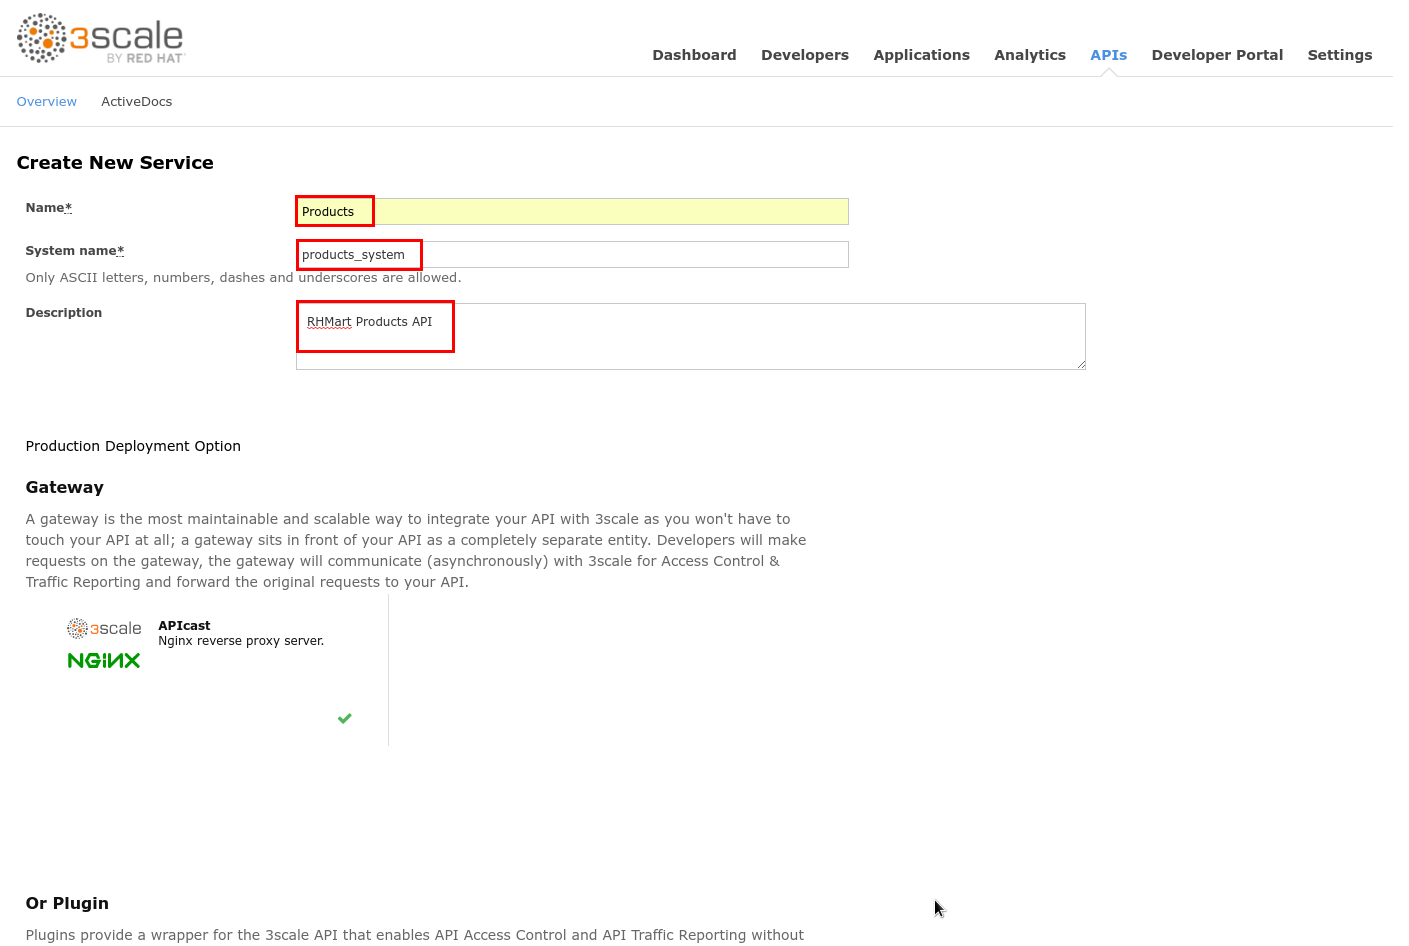 3scale
BY RED HAT
Dashboard Developers Applications Analytics APIs Developer Portal Settings
Overview ActiveDocs
Create New Service
Name*
Products
System name*
products_system
Only ASCII letters, numbers, dashes and underscores are allowed.
Description
RHMart Products API
Production Deployment Option
Gateway
A gateway is the most maintainable and scalable way to integrate your API with 3scale as you won't have to
touch your API at all; a gateway sits in front of your API as a completely separate entity. Developers will make
requests on the gateway, the gateway will communicate (asynchronously) with 3scale for Access Control &
Traffic Reporting and forward the original requests to your API.
3scale
NGINX
APIcast
Nginx reverse proxy server.
Or Plugin
Plugins provide a wrapper for the 3scale API that enables API Access Control and API Traffic Reporting without